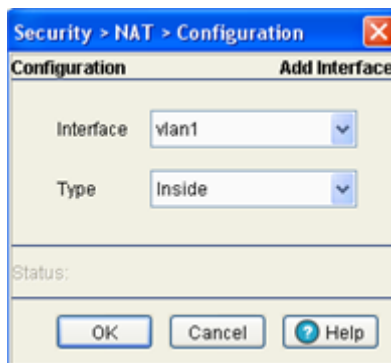 Security > NAT > Configuration
Configuration Add Interface
Interface vlan1
Type Inside
Status:
OK Cancel Help